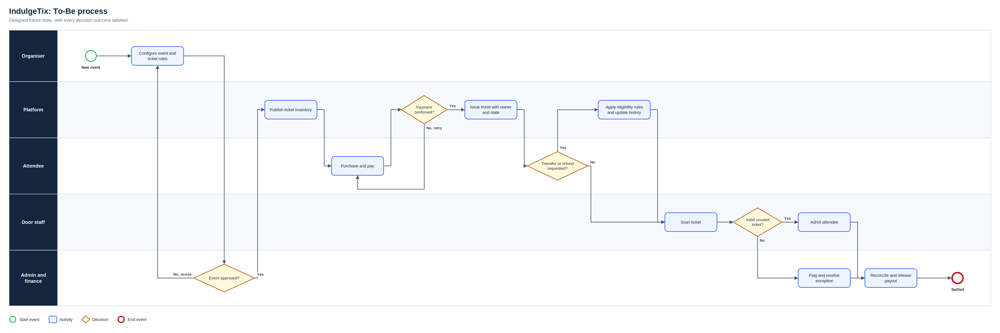 IndulgeTix: To-Be process
Designed future state, with every decision outcome labelled.
Organiser
New event
Configure event and
ticket rules
Platform
Publish ticket inventory
Payment
confirmed?
Yes
No, retry
Issue ticket with owner
and state
Apply eligibility rules
and update history
Attendee
Purchase and pay
Transfer or refund
requested?
Yes
No
Door staff
Scan ticket
Valid unused
ticket?
Yes
No
Admit attendee
Admin and
finance
No, revise
Event approved?
Yes
Flag and resolve
exception
Reconcile and release
payout
Settled
Start event
Activity
Decision
End event